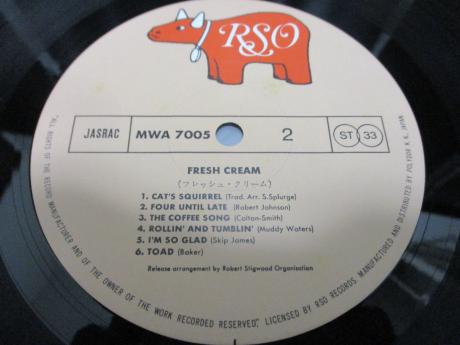 RSO
JASRAC
MWA 7005
2
ST 33
FRESH CREAM
(フレッシュ・クリーム)
1. CAT'S SQUIRREL (Trad. Arr. S.Splurge)
2. FOUR UNTIL LATE (Robert Johnson)
3. THE COFFEE SONG (Colton-Smith)
4. ROLLIN' AND TUMBLIN' (Muddy Waters)
5. I'M SO GLAD (Skip James)
6. TOAD (Baker)
Release arrangement by Robert Stigwood Organisation
"ALL RIGHTS OF THE RECORD MANUFACTURER AND OF THE OWNER OF THE WORK RECORDED RESERVED", LICENSED BY RSO RECORDS, MANUFACTURED AND DISTRIBUTED BY POLYDOR K. K., JAPAN